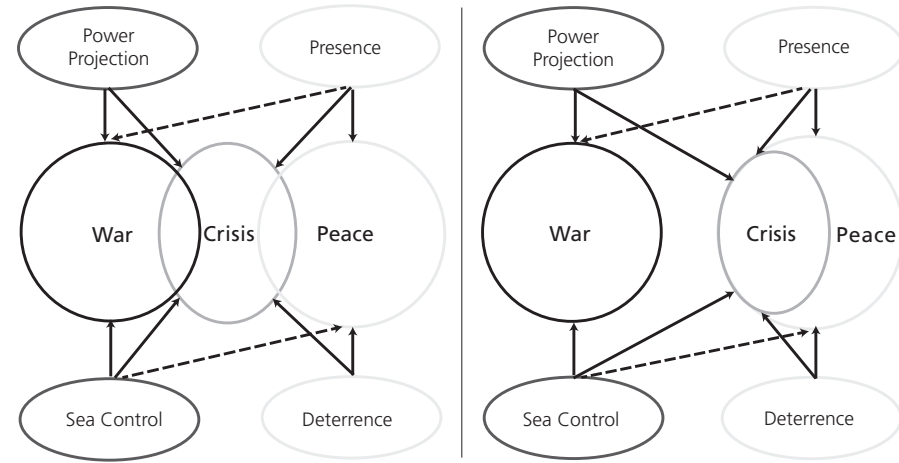 Power
Projection
Presence
War
Crisis
Peace
Sea Control
Deterrence
Power
Projection
Presence
War
Crisis
Peace
Sea Control
Deterrence